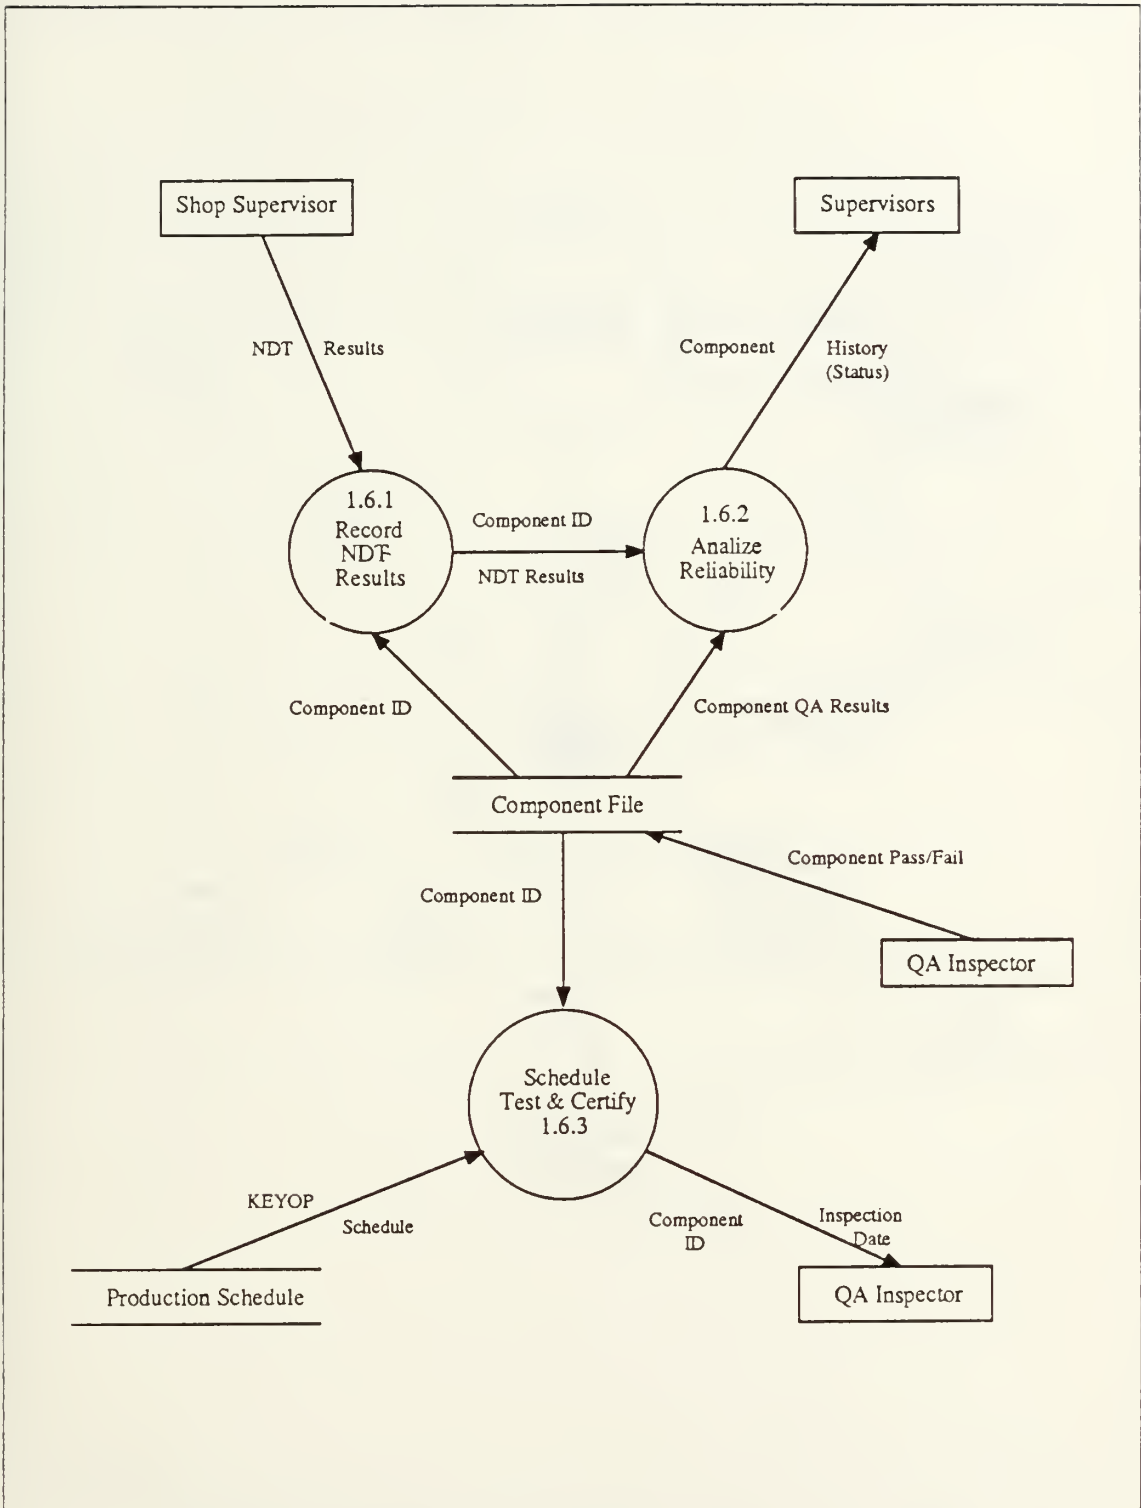 Shop Supervisor
Supervisors
NDT Results
Component History
(Status)
1.6.1
Record
NDT
Results
Component ID
NDT Results
1.6.2
Analize
Reliability
Component ID
Component QA Results
Component File
Component Pass/Fail
Component ID
QA Inspector
Schedule
Test & Certify
1.6.3
KEYOP
Schedule
Component
ID
Inspection
Date
Production Schedule
QA Inspector